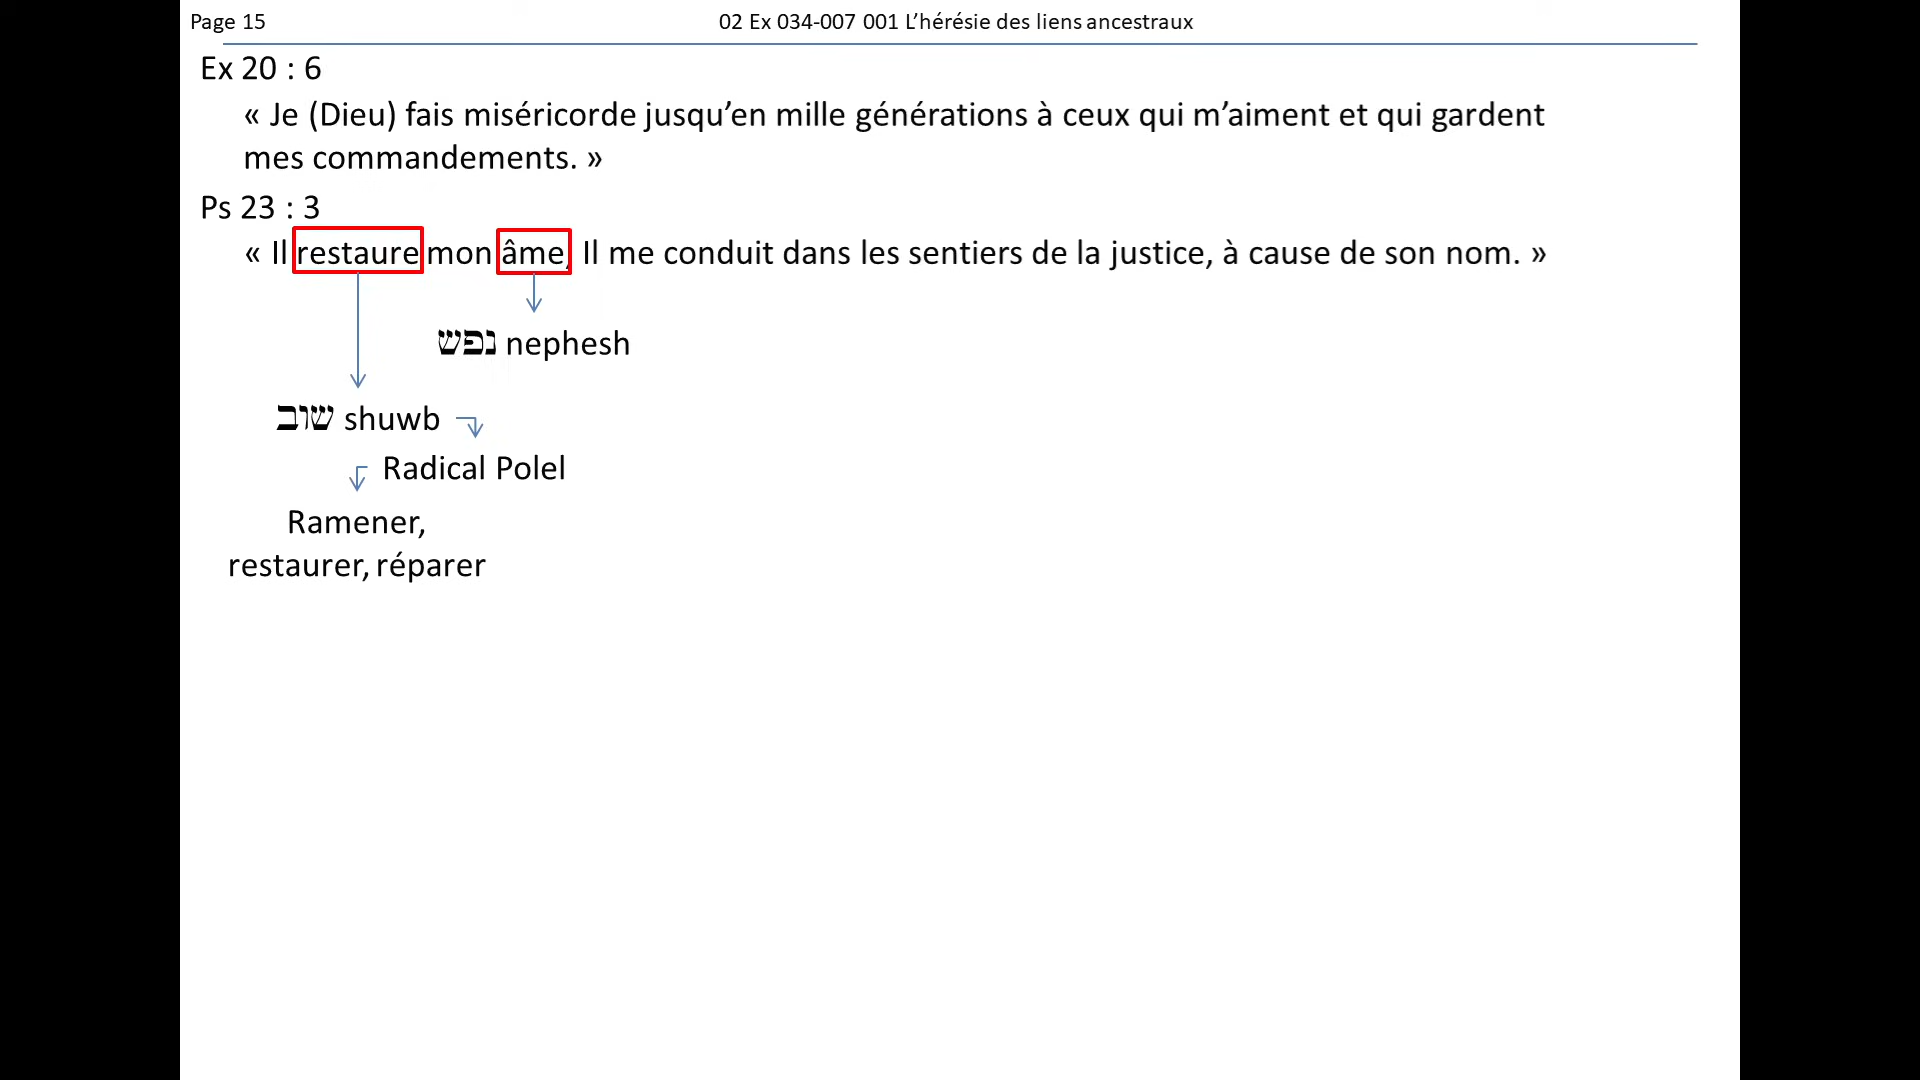 Page 15
02 Ex 034-007 001 L’hérésie des liens ancestraux
Ex 20 : 6
« Je (Dieu) fais miséricorde jusqu’en mille générations à ceux qui m’aiment et qui gardent
mes commandements. »
Ps 23 : 3
« Il restaure mon âme, Il me conduit dans les sentiers de la justice, à cause de son nom. »
נפש nephesh
שוב shuwb
Radical Polel
Ramener,
restaurer, réparer